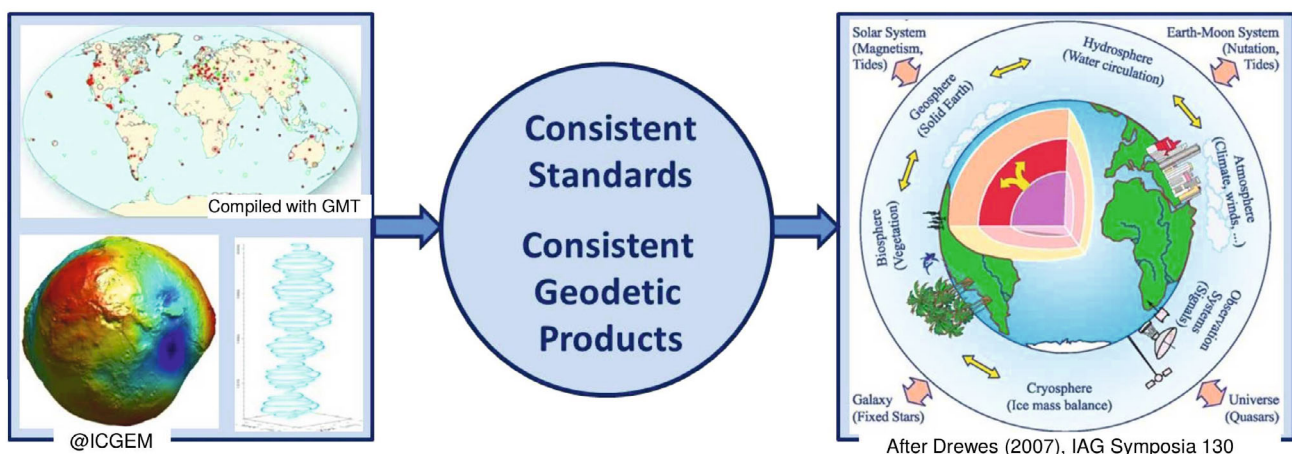 Compiled with GMT
@ICGEM
Consistent
Standards
Consistent
Geodetic
Products
Solar System
(Magnetism,
Tides)
Earth-Moon System
(Nutation,
Tides)
Hydrosphere
(Water circulation)
Geosphere
(Solid Earth)
Atmosphere
(Climate, winds, ...)
Biosphere
(Vegetation)
Observation
Systems
(Signals)
Cryosphere
(Ice mass balance)
Galaxy
(Fixed Stars)
Universe
(Quasars)
After Drewes (2007), IAG Symposia 130